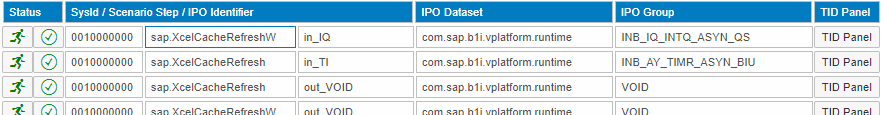 Status SysId / Scenario Step / IPO Identifier IPO Dataset IPO Group TID Panel
0010000000 sap.XcelCacheRefreshW in_IQ com.sap.b1i.vplatform.runtime INB_IQ_INTQ_ASYN_QS TID Panel
0010000000 sap.XcelCacheRefresh in_TI com.sap.b1i.vplatform.runtime INB_AY_TIMR_ASYN_BIU TID Panel
0010000000 sap.XcelCacheRefresh out_VOID com.sap.b1i.vplatform.runtime VOID TID Panel
0010000000 sap.XcelCacheRefreshW out_VOID com.sap.b1i.vplatform.runtime VOID TID Panel